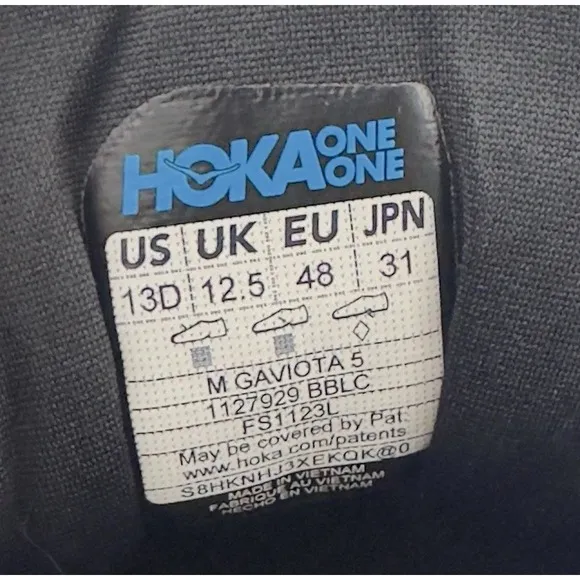 HOKA ONE ONE
US UK EU JPN
13D 12.5 48 31
M GAVIOTA 5
1127929 BBLC
FS1123L
May be covered by Pat.
www.hoka.com/patents
S8HKNHJ3XEKQK@0
MADE IN VIETNAM
FABRIQUE AU VIETNAM
HECHO EN VIETNAM